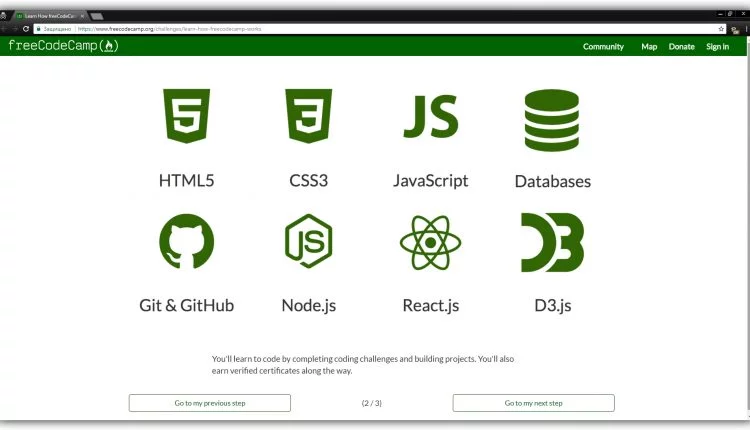 Learn How freeCodeCam
Защищено https://www.freecodecamp.org/challenges/learn-how-freecodecamp-works
freeCodeCamp(🔥) Community Map Donate Sign in
5 3 JS
HTML5 CSS3 JavaScript Databases
JS D3
Git & GitHub Node.js React.js D3.js
You'll learn to code by completing coding challenges and building projects. You'll also
earn verified certificates along the way.
Go to my previous step (2 / 3) Go to my next step